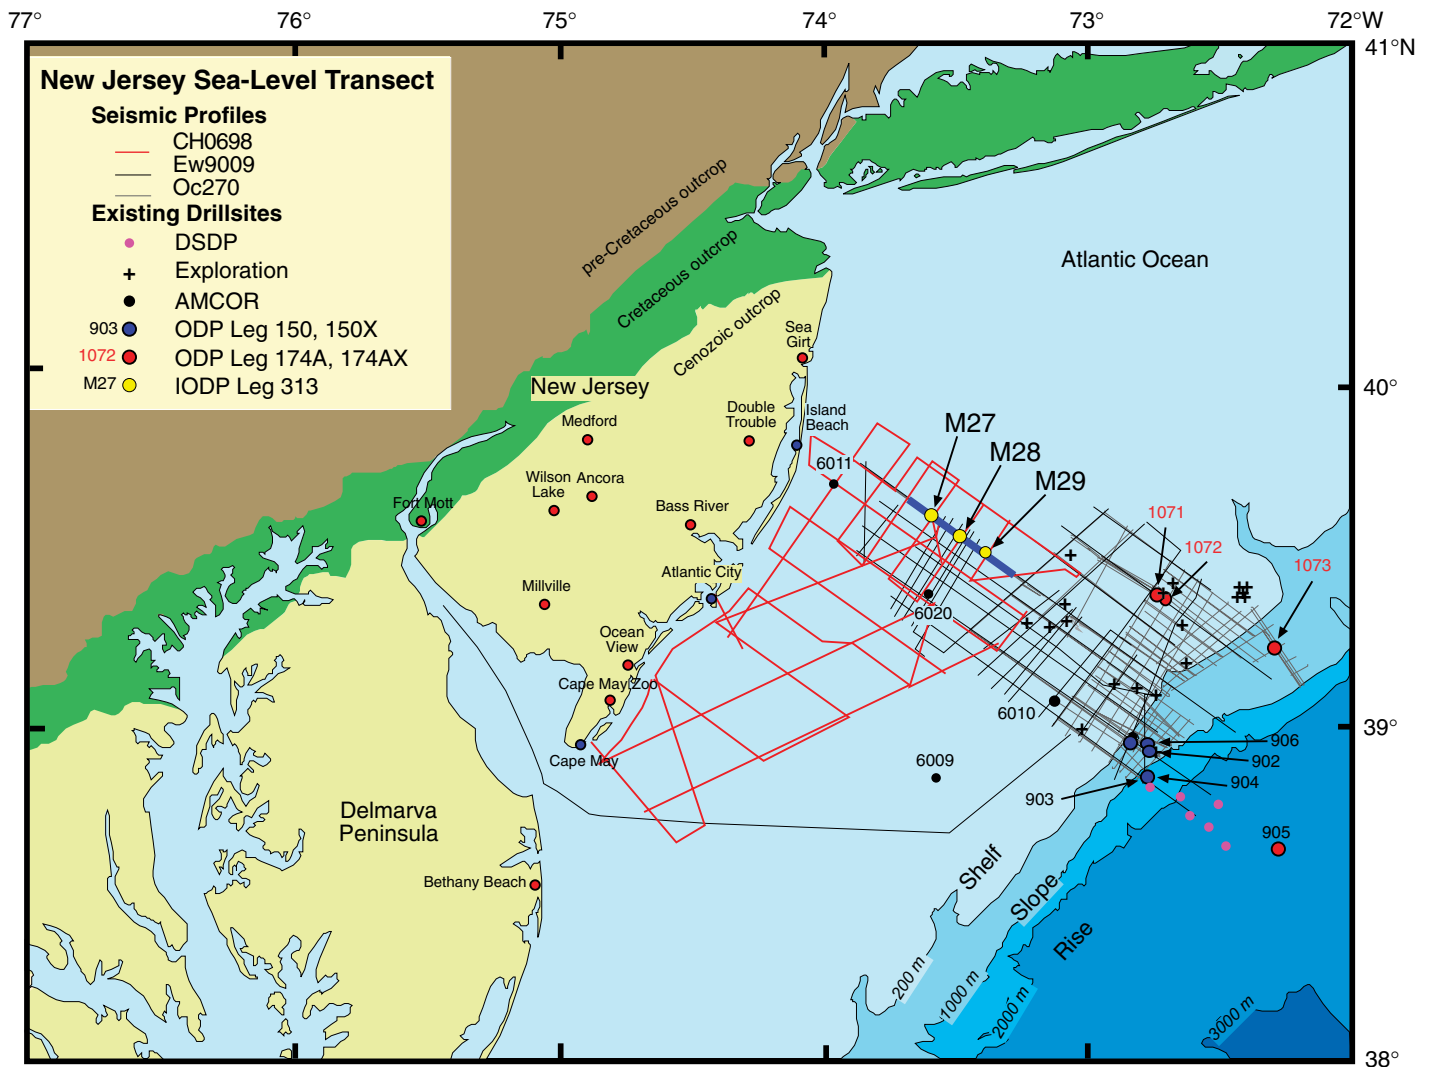 77°
76°
75°
74°
73°
72°W
41°N
40°
39°
38°
New Jersey Sea-Level Transect
Seismic Profiles
CH0698
Ew9009
Oc270
Existing Drillsites
DSDP
Exploration
AMCOR
903 ODP Leg 150, 150X
1072 ODP Leg 174A, 174AX
M27 IODP Leg 313
pre-Cretaceous outcrop
Cretaceous outcrop
Cenozoic outcrop
Atlantic Ocean
Sea
Girt
New Jersey
Medford
Double
Trouble
Island
Beach
Wilson
Lake
Ancora
Fort Mott
Bass River
Millville
Atlantic City
Ocean
View
Cape May Zoo
Cape May
Delmarva
Peninsula
Bethany Beach
M27
M28
M29
6011
6020
6010
6009
1071
1072
1073
906
902
904
903
905
Shelf
Slope
Rise
200 m
1000 m
2000 m
3000 m